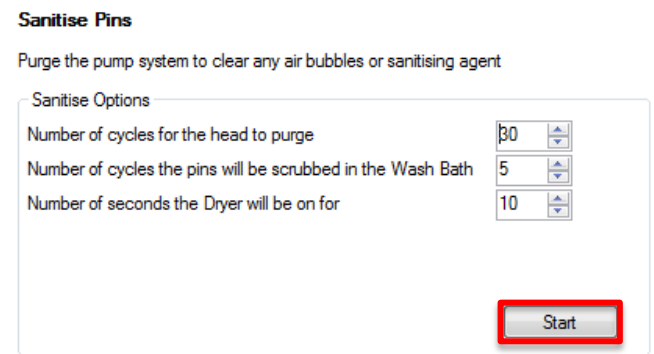 Sanitise Pins
Purge the pump system to clear any air bubbles or sanitising agent
Sanitise Options
Number of cycles for the head to purge 30
Number of cycles the pins will be scrubbed in the Wash Bath 5
Number of seconds the Dryer will be on for 10
Start